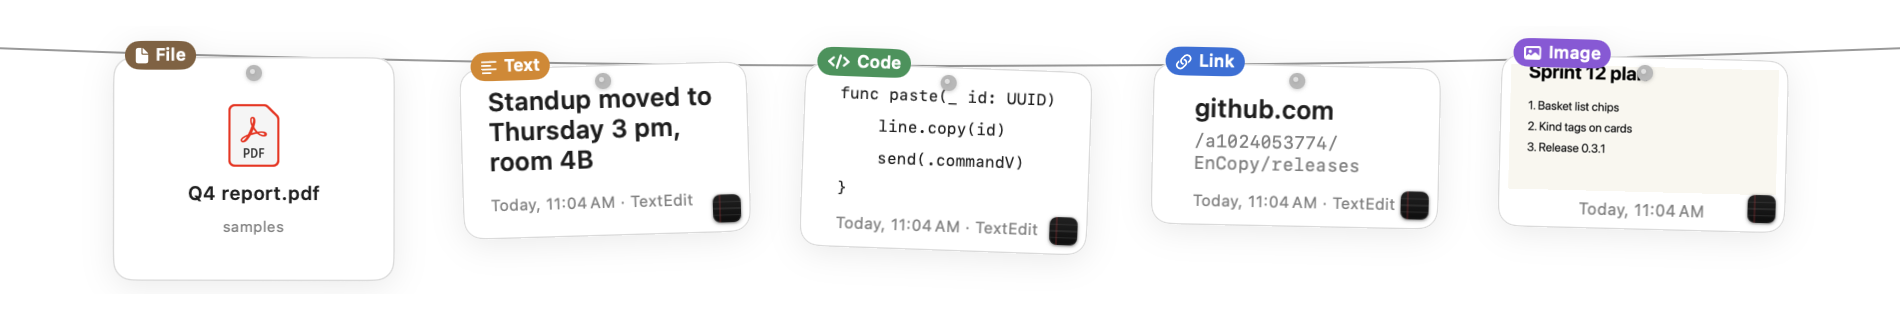 File
PDF
Q4 report.pdf
samples
Text
Standup moved to
Thursday 3 pm,
room 4B
Today, 11:04 AM · TextEdit
Code
func paste(_ id: UUID)
line.copy(id)
send(.commandV)
}
Today, 11:04 AM · TextEdit
Link
github.com
/a1024053774/
EnCopy/releases
Today, 11:04 AM · TextEdit
Image
Sprint 12
1. Basket list chips
2. Kind tags on cards
3. Release 0.3.1
Today, 11:04 AM